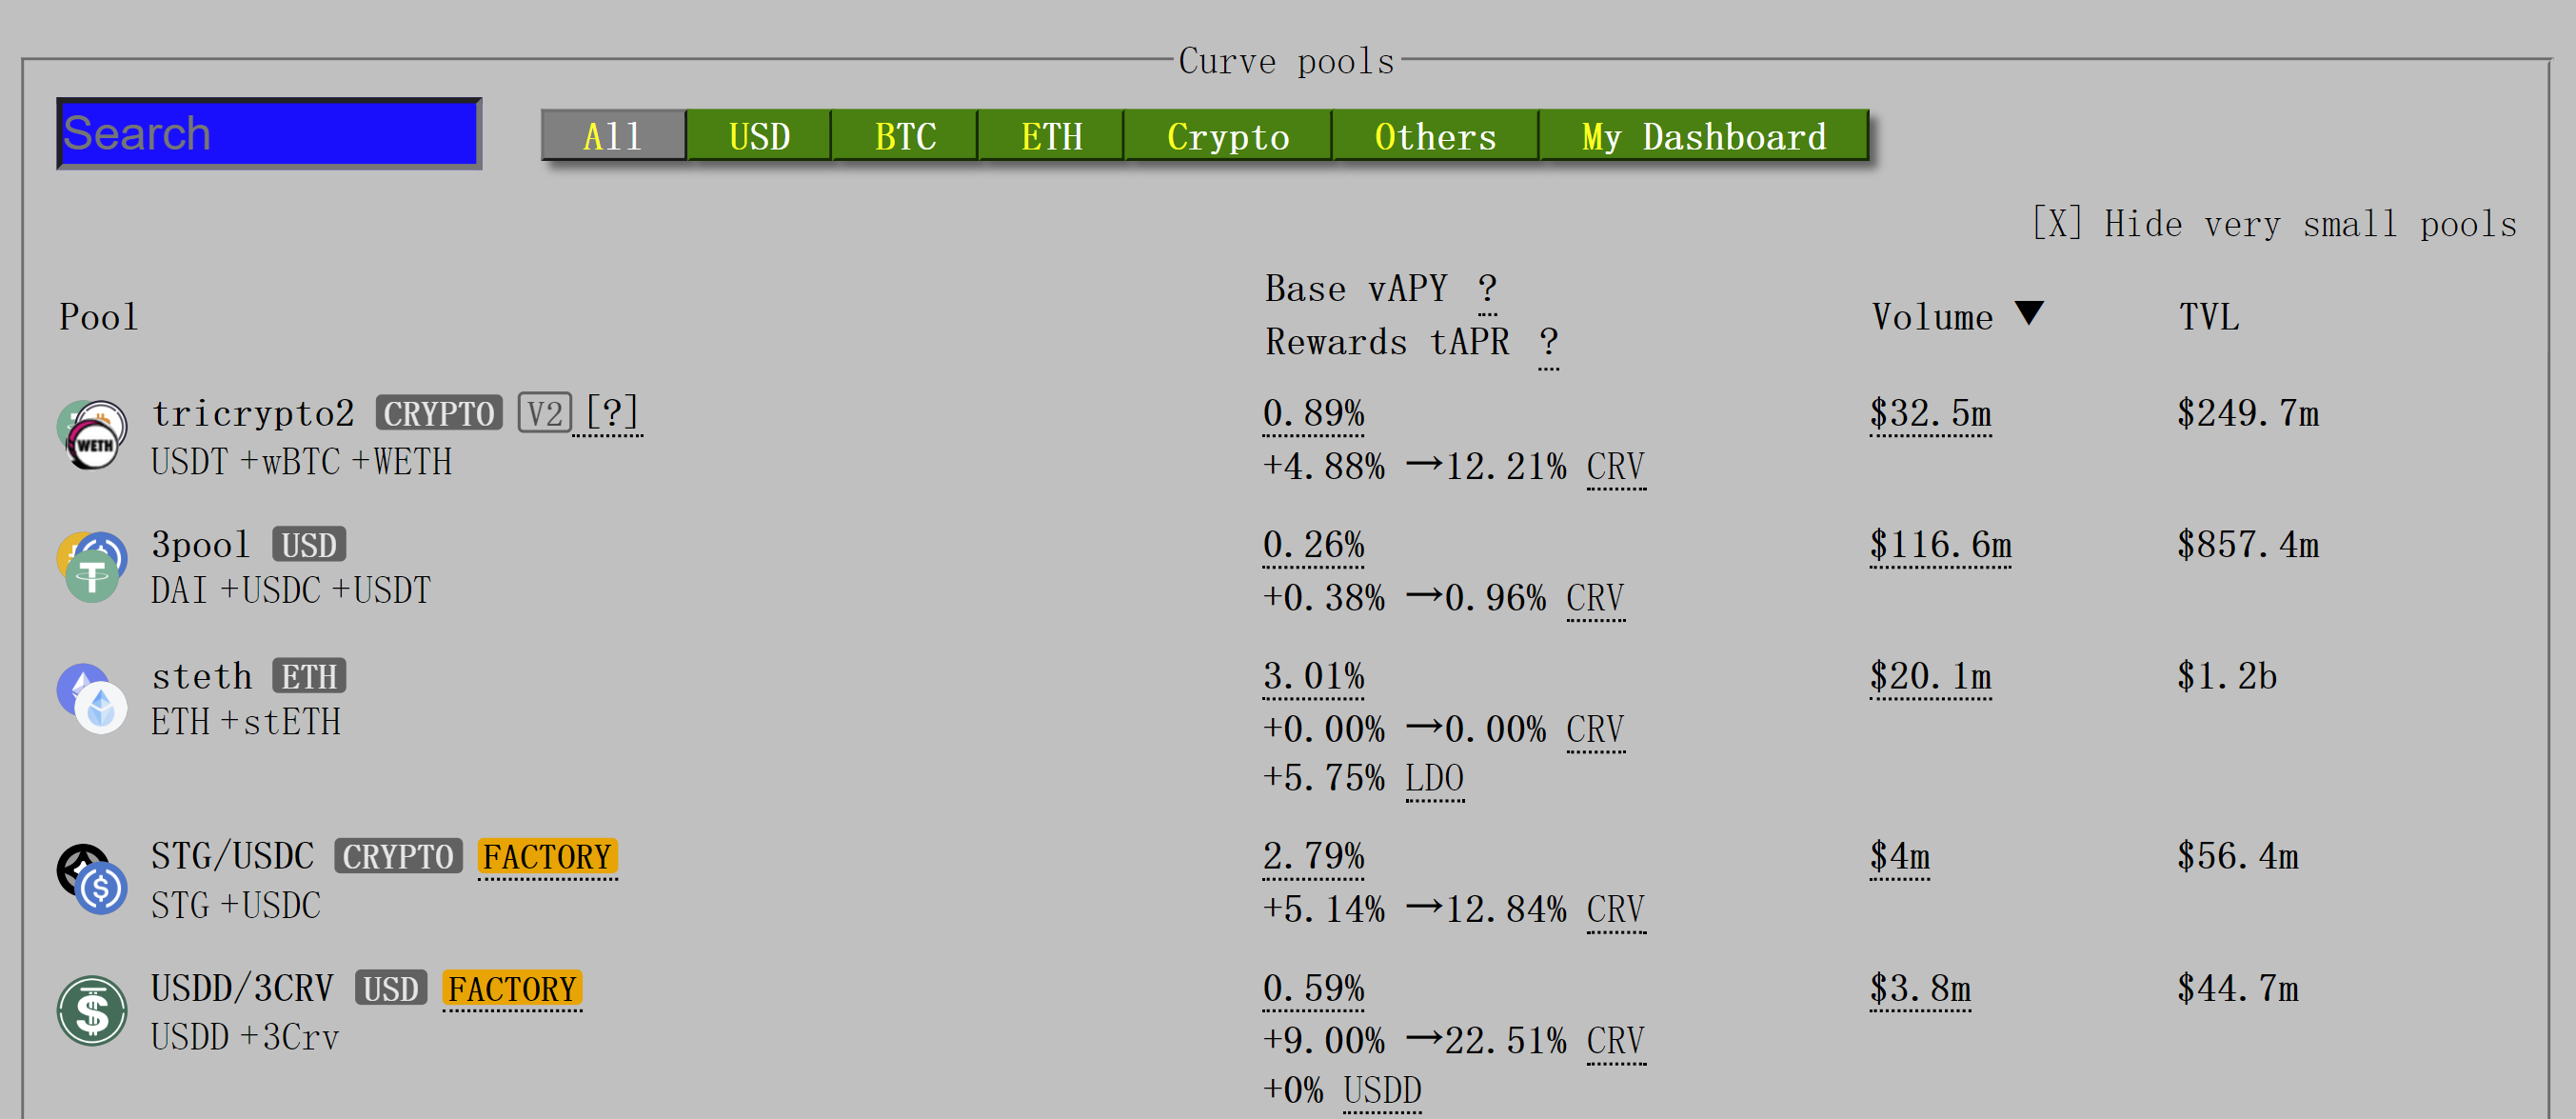 Curve pools
Search
All USD BTC ETH Crypto Others My Dashboard
[X] Hide very small pools
Pool Base vAPY ? Volume ▼ TVL
Rewards tAPR ?
tricrypto2 CRYPTO V2 [?] 0.89% $32.5m $249.7m
WETH
USDT +wBTC +WETH +4.88% →12.21% CRV
3pool USD 0.26% $116.6m $857.4m
DAI +USDC +USDT +0.38% →0.96% CRV
steth ETH 3.01% $20.1m $1.2b
ETH +stETH +0.00% →0.00% CRV
+5.75% LDO
STG/USDC CRYPTO FACTORY 2.79% $4m $56.4m
STG +USDC +5.14% →12.84% CRV
USDD/3CRV USD FACTORY 0.59% $3.8m $44.7m
USDD +3Crv +9.00% →22.51% CRV
+0% USDD